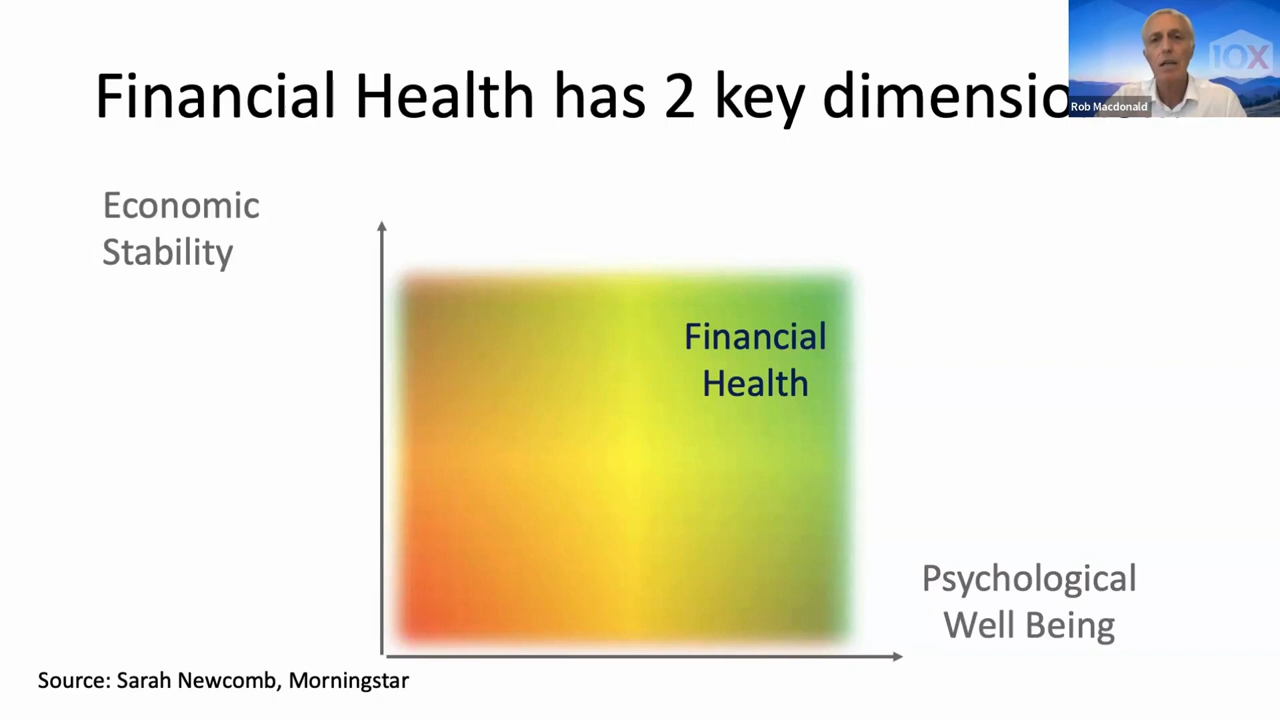 Financial Health has 2 key dimensio
10X
Rob Macdonald
Economic
Stability
Financial
Health
Psychological
Well Being
Source: Sarah Newcomb, Morningstar